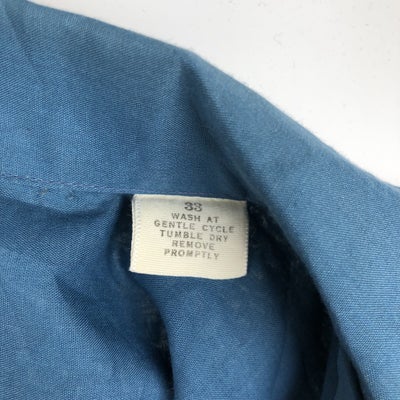 33
WASH AT
GENTLE CYCLE
TUMBLE DRY
REMOVE
PROMPTLY